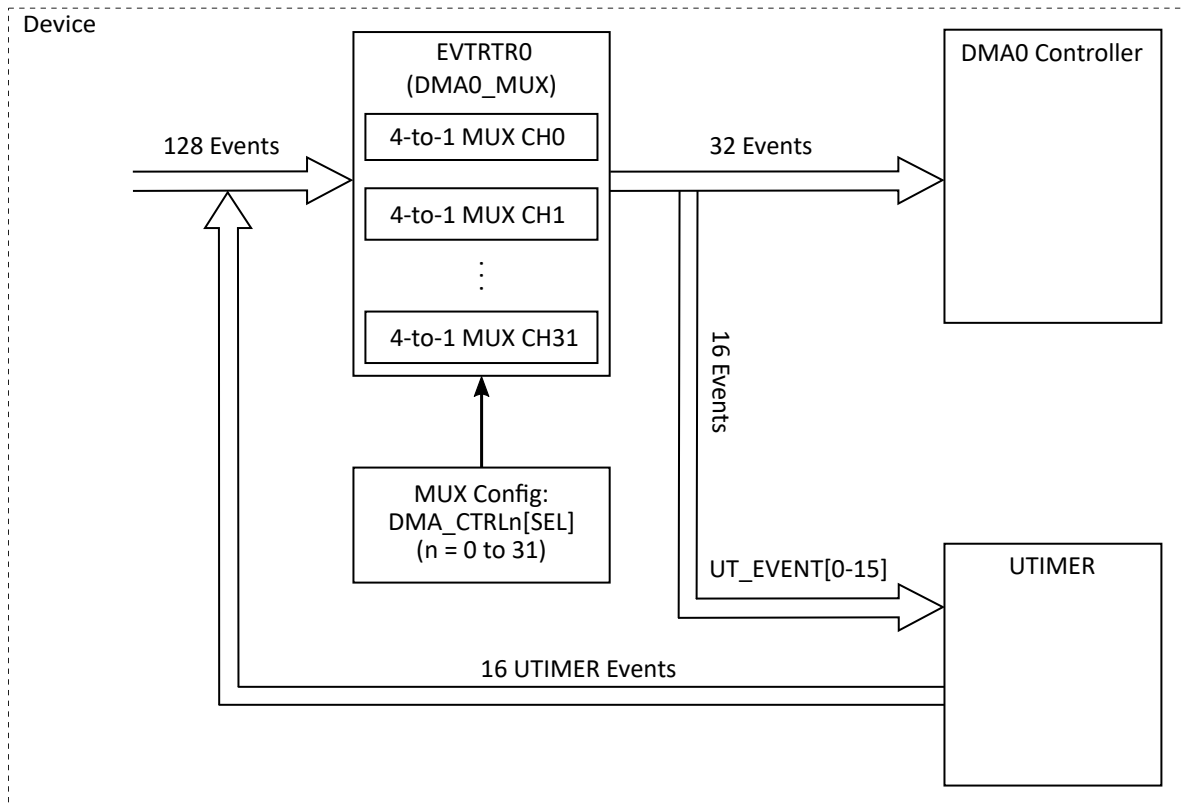 Device
EVTRTR0
(DMA0_MUX)
4-to-1 MUX CH0
4-to-1 MUX CH1
⋮
4-to-1 MUX CH31
128 Events
32 Events
DMA0 Controller
16 Events
MUX Config:
DMA_CTRLn[SEL]
(n = 0 to 31)
UT_EVENT[0-15]
UTIMER
16 UTIMER Events